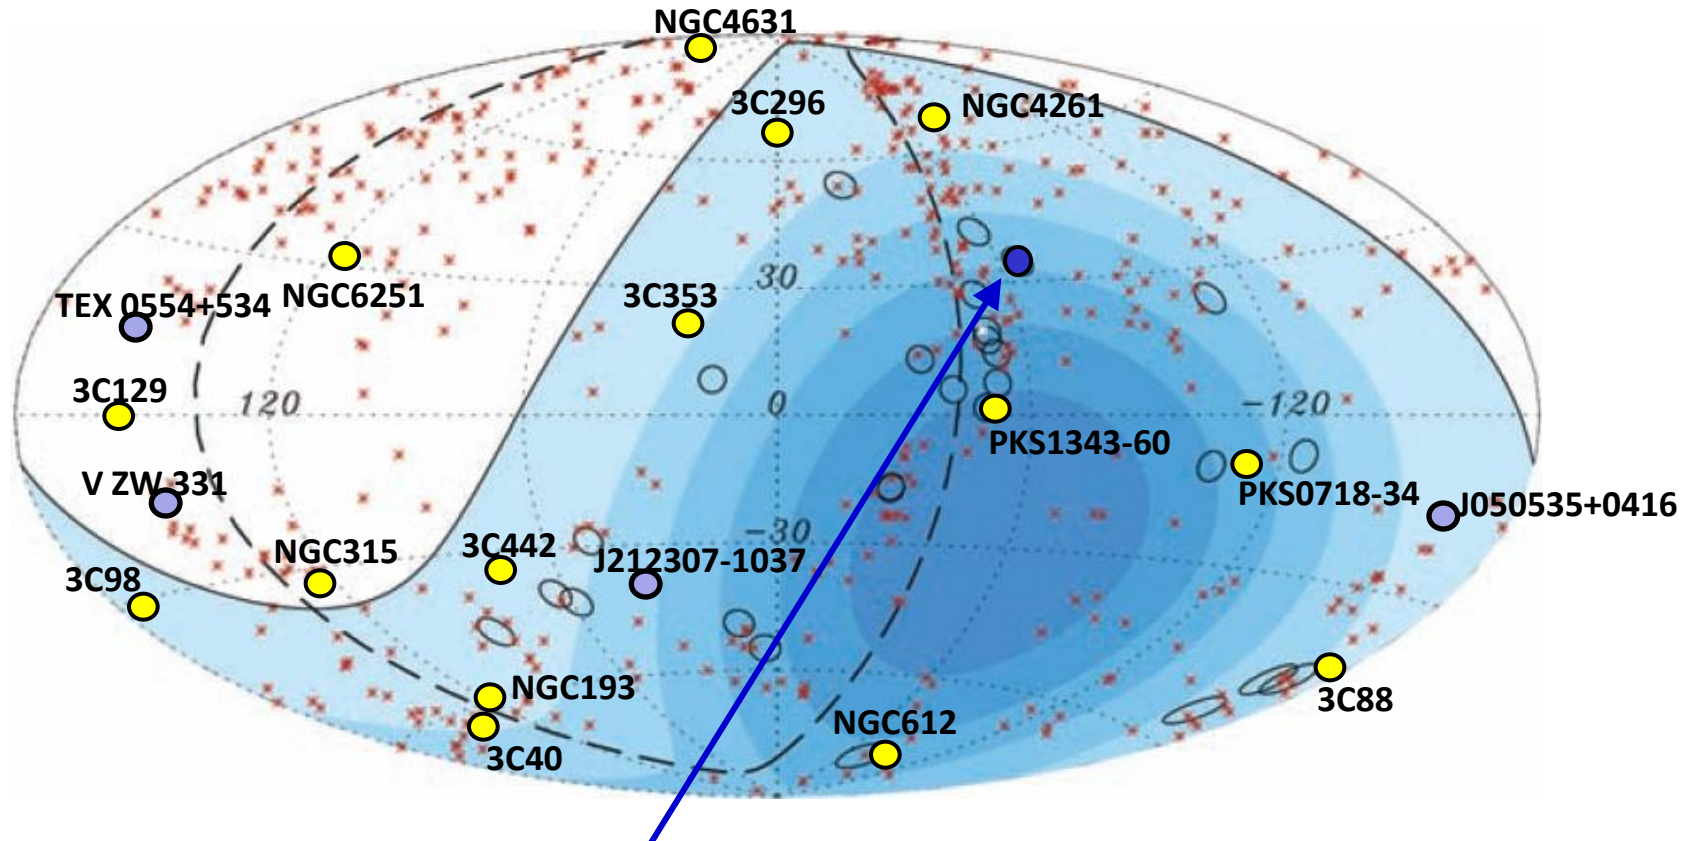 NGC4631
3C296
NGC4261
NGC6251
30
3C353
TEX 0554+534
3C129
120
0
-120
PKS1343-60
V ZW 331
PKS0718-34
J050535+0416
NGC315
3C442
-30
J212307-1037
3C98
NGC193
3C88
NGC612
3C40